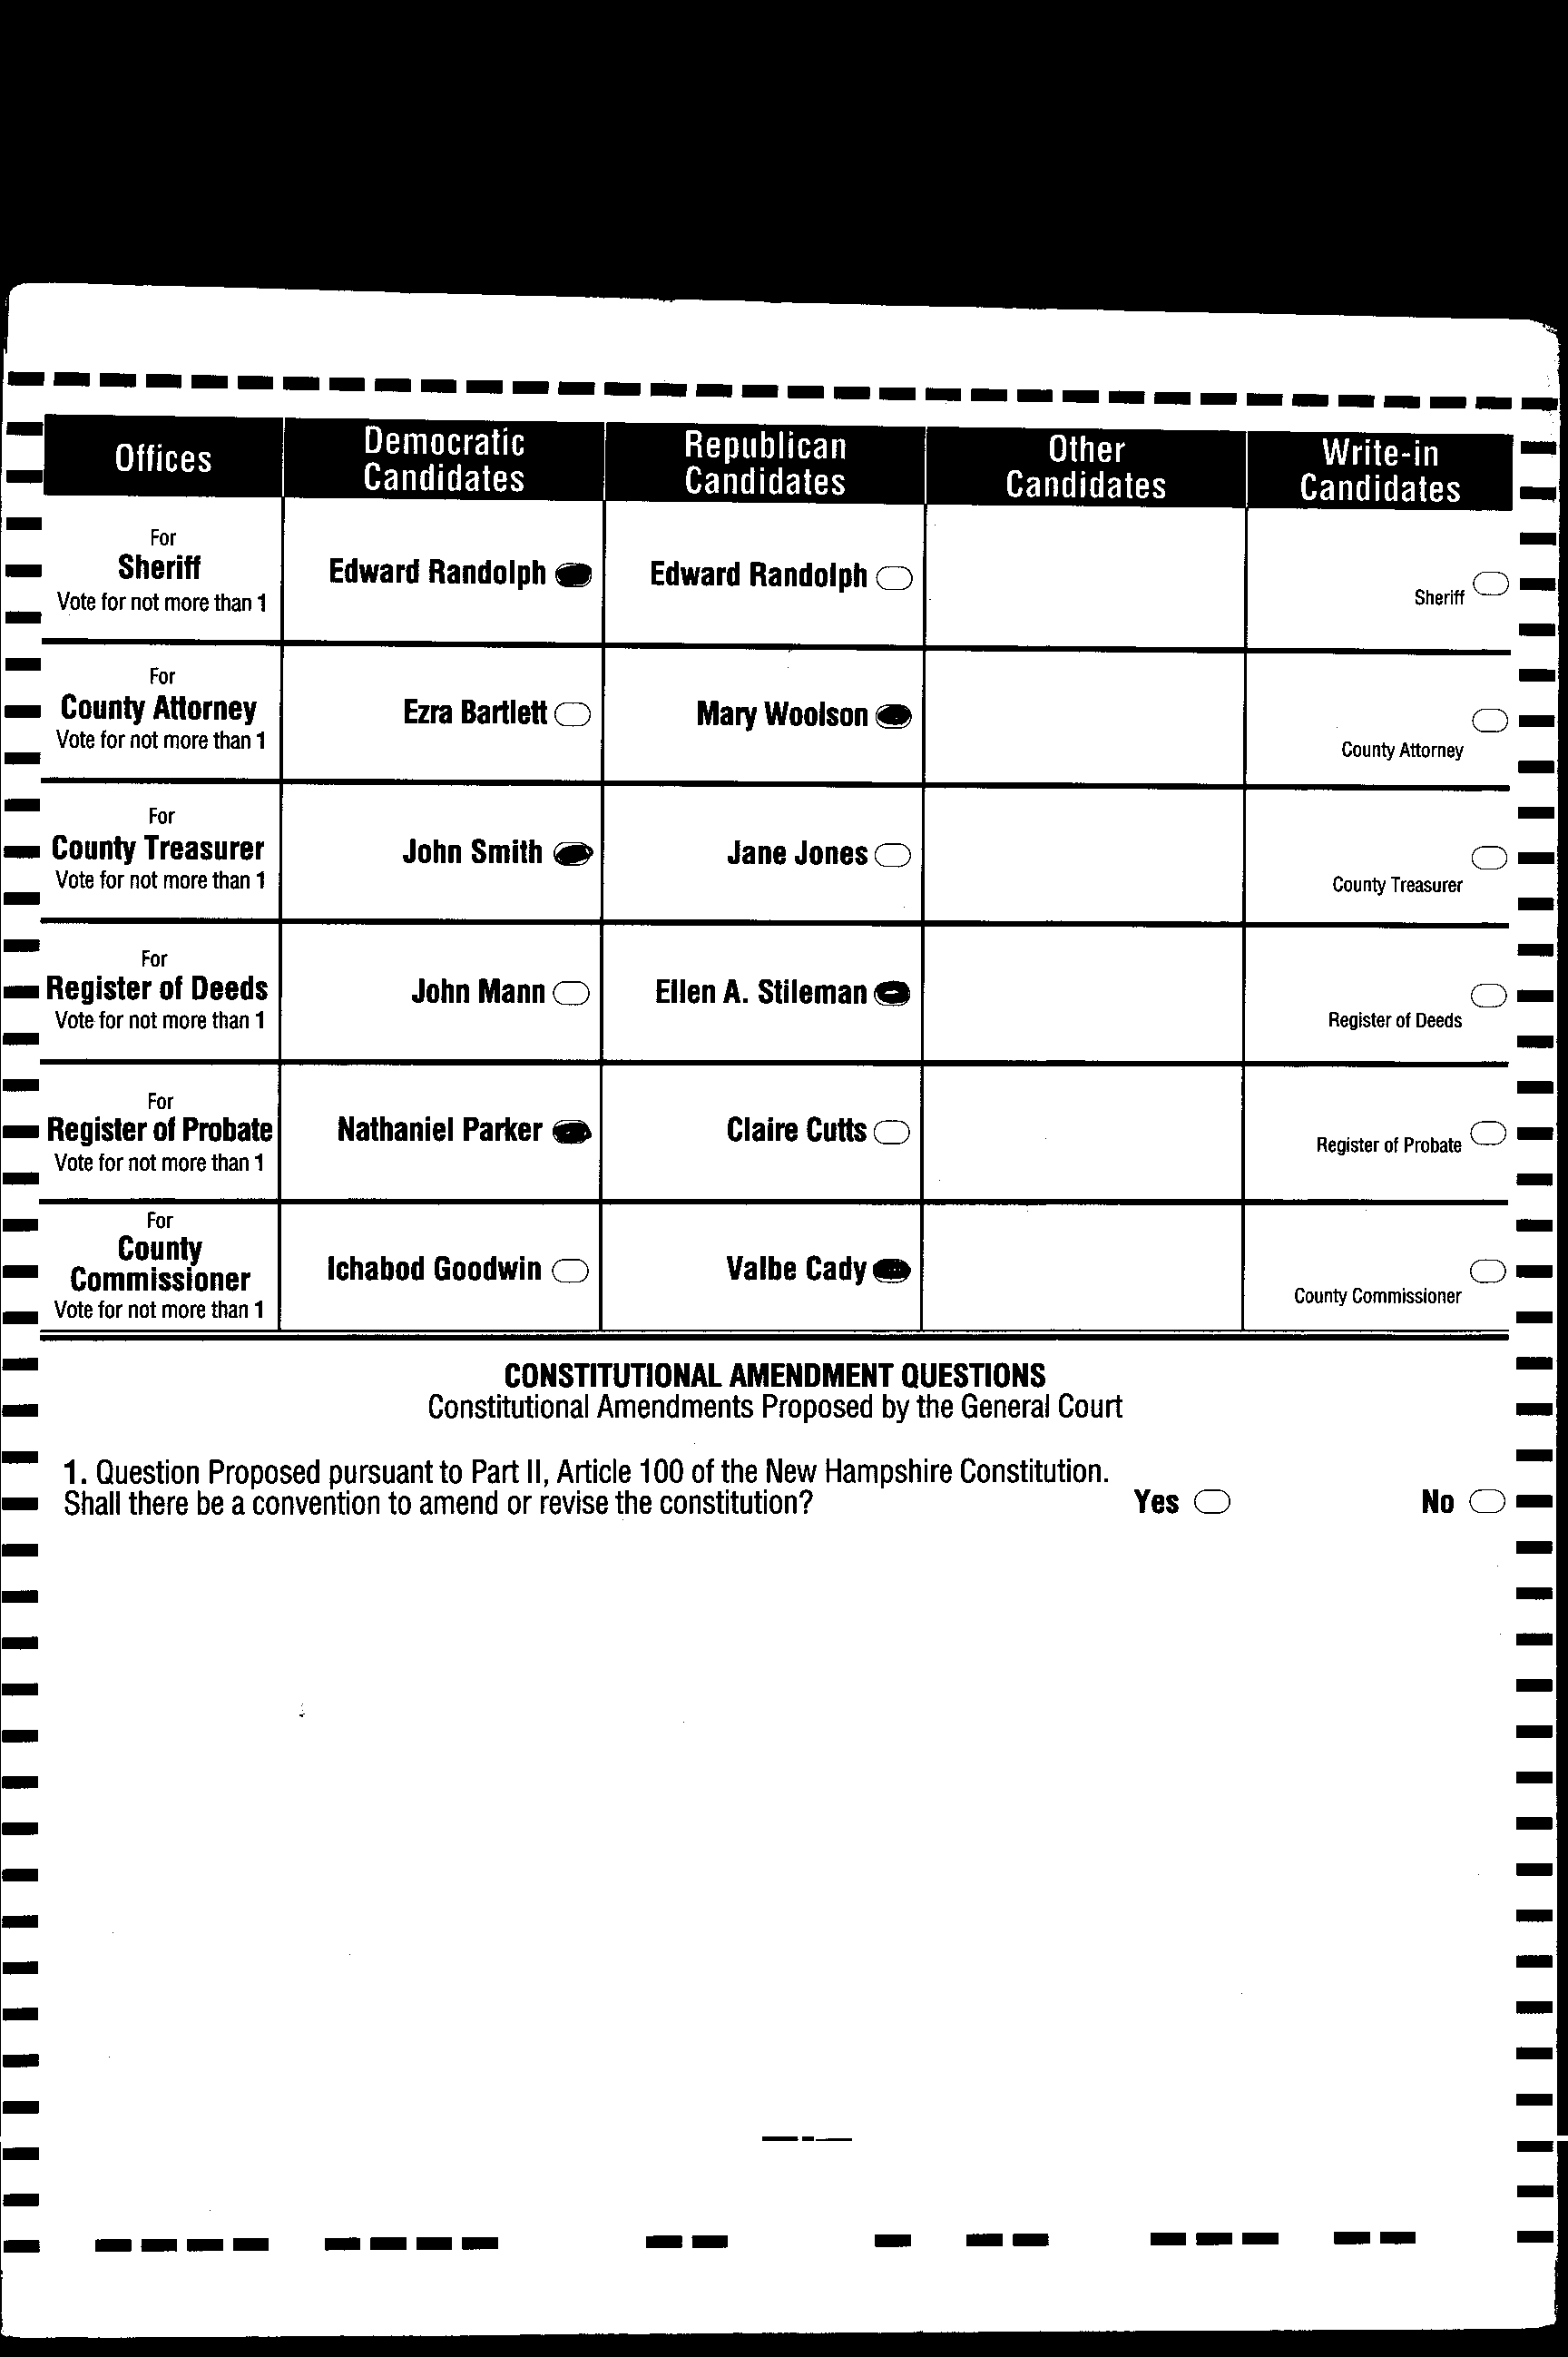 Offices
Democratic
Candidates
Republican
Candidates
Other
Candidates
Write-in
Candidates
For
Sheriff
Vote for not more than 1
Edward Randolph
Edward Randolph
Sheriff
For
County Attorney
Vote for not more than 1
Ezra Bartlett
Mary Woolson
County Attorney
For
County Treasurer
Vote for not more than 1
John Smith
Jane Jones
County Treasurer
For
Register of Deeds
Vote for not more than 1
John Mann
Ellen A. Stileman
Register of Deeds
For
Register of Probate
Vote for not more than 1
Nathaniel Parker
Claire Cutts
Register of Probate
For
County
Commissioner
Vote for not more than 1
Ichabod Goodwin
Valbe Cady
County Commissioner
CONSTITUTIONAL AMENDMENT QUESTIONS
Constitutional Amendments Proposed by the General Court
1. Question Proposed pursuant to Part II, Article 100 of the New Hampshire Constitution.
Shall there be a convention to amend or revise the constitution? Yes No